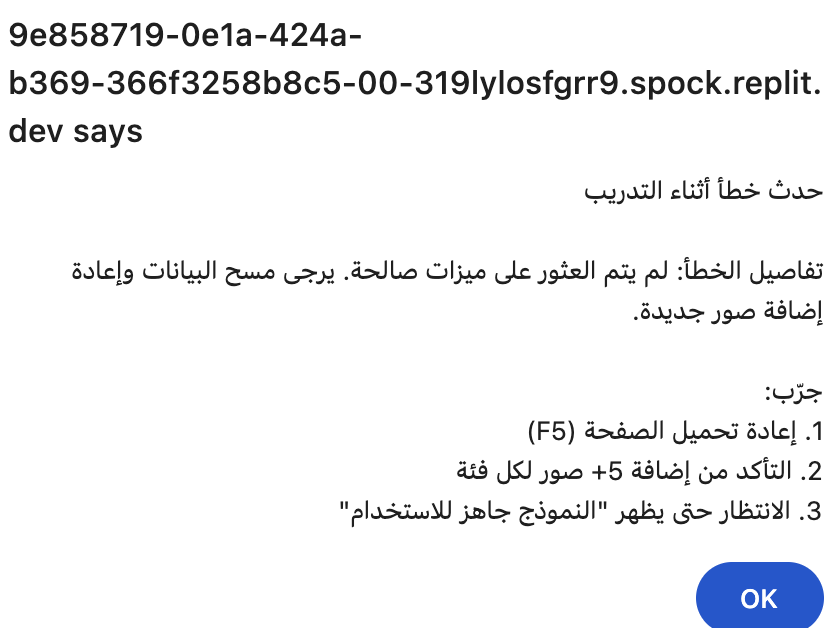 9e858719-0e1a-424a-
b369-366f3258b8c5-00-319lylosfgrr9.spock.replit.
dev says
حدث خطأ أثناء التدريب
تفاصيل الخطأ: لم يتم العثور على ميزات صالحة. يرجى مسح البيانات وإعادة
إضافة صور جديدة.
جرّب:
1. إعادة تحميل الصفحة (F5)
2. التأكد من إضافة 5+ صور لكل فئة
3. الانتظار حتى يظهر "النموذج جاهز للاستخدام"
OK